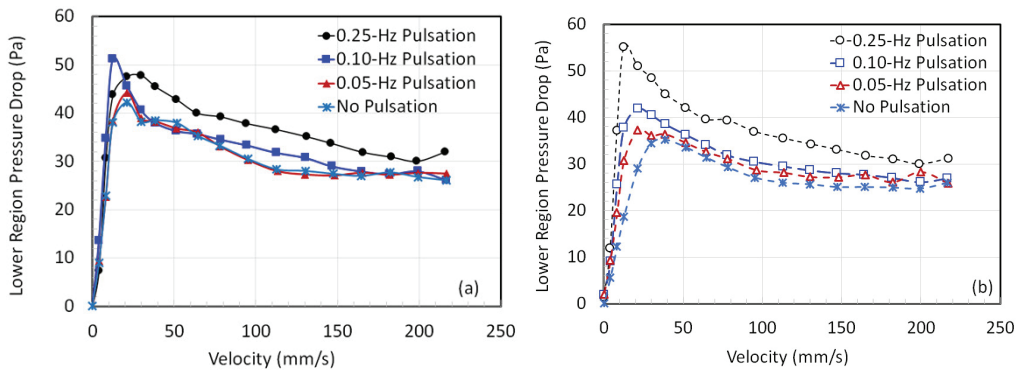 Lower Region Pressure Drop (Pa)
60
50
40
30
20
10
0
0.25-Hz Pulsation
0.10-Hz Pulsation
0.05-Hz Pulsation
No Pulsation
(a)
0 50 100 150 200 250
Velocity (mm/s)
Lower Region Pressure Drop (Pa)
60
50
40
30
20
10
0
0.25-Hz Pulsation
0.10-Hz Pulsation
0.05-Hz Pulsation
No Pulsation
(b)
0 50 100 150 200 250
Velocity (mm/s)